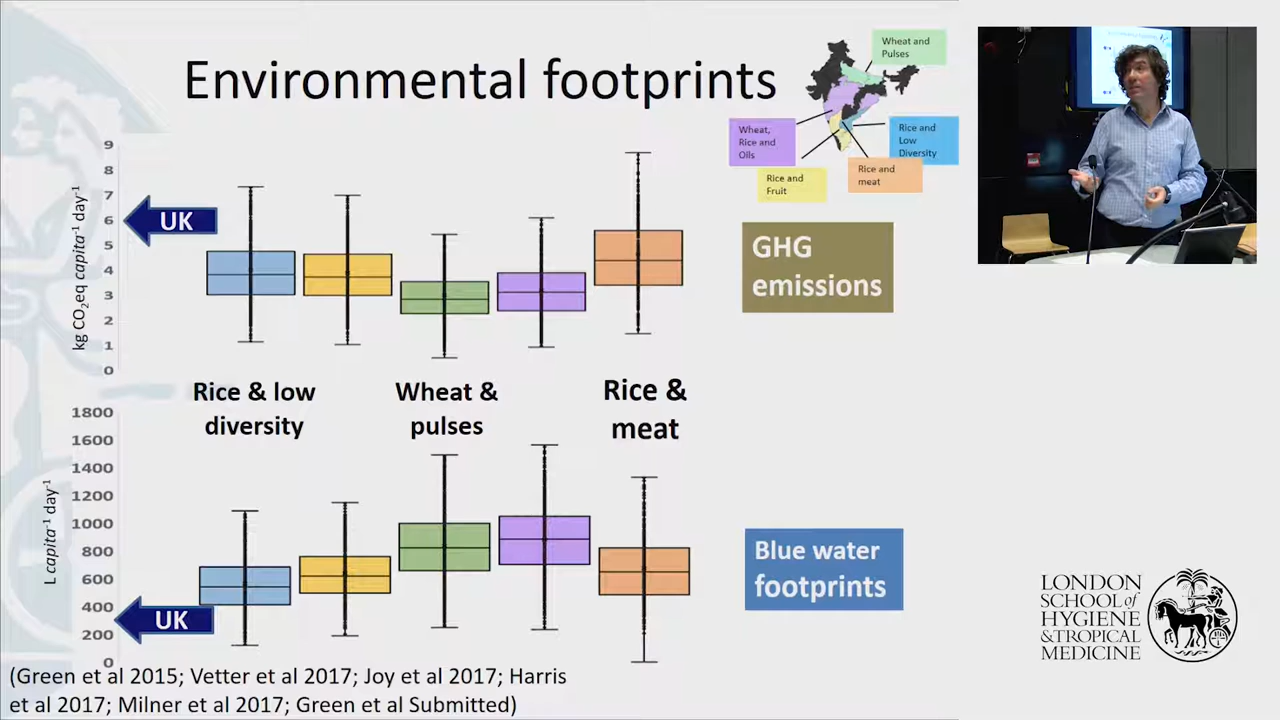 Environmental footprints
Wheat and
Pulses
Wheat,
Rice and
Oils
Rice and
Low
Diversity
Rice and
Fruit
Rice and
meat
9
8
7
6
5
4
3
2
1
0
kg CO2eq capita-1 day-1
UK
GHG
emissions
Rice & low
diversity
Wheat &
pulses
Rice &
meat
1800
1600
1400
1200
1000
800
600
400
200
0
L capita-1 day-1
UK
Blue water
footprints
(Green et al 2015; Vetter et al 2017; Joy et al 2017; Harris
et al 2017; Milner et al 2017; Green et al Submitted)
LONDON
SCHOOL of
HYGIENE
& TROPICAL
MEDICINE